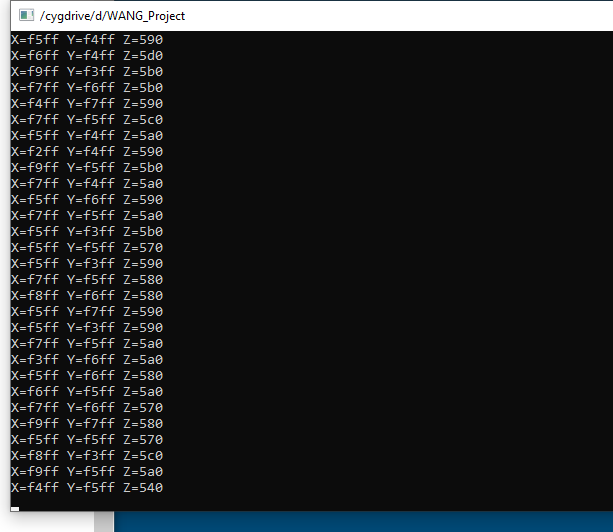 /cygdrive/d/WANG_Project
X=f5ff Y=f4ff Z=590
X=f6ff Y=f4ff Z=5d0
X=f9ff Y=f3ff Z=5b0
X=f7ff Y=f6ff Z=5b0
X=f4ff Y=f7ff Z=590
X=f7ff Y=f5ff Z=5c0
X=f5ff Y=f4ff Z=5a0
X=f2ff Y=f4ff Z=590
X=f9ff Y=f5ff Z=5b0
X=f7ff Y=f4ff Z=5a0
X=f5ff Y=f6ff Z=590
X=f7ff Y=f5ff Z=5a0
X=f5ff Y=f3ff Z=5b0
X=f5ff Y=f5ff Z=570
X=f5ff Y=f3ff Z=590
X=f7ff Y=f5ff Z=580
X=f8ff Y=f6ff Z=580
X=f5ff Y=f7ff Z=590
X=f5ff Y=f3ff Z=590
X=f7ff Y=f5ff Z=5a0
X=f3ff Y=f6ff Z=5a0
X=f5ff Y=f6ff Z=580
X=f6ff Y=f5ff Z=5a0
X=f7ff Y=f6ff Z=570
X=f9ff Y=f7ff Z=580
X=f5ff Y=f5ff Z=570
X=f8ff Y=f3ff Z=5c0
X=f9ff Y=f5ff Z=5a0
X=f4ff Y=f5ff Z=540